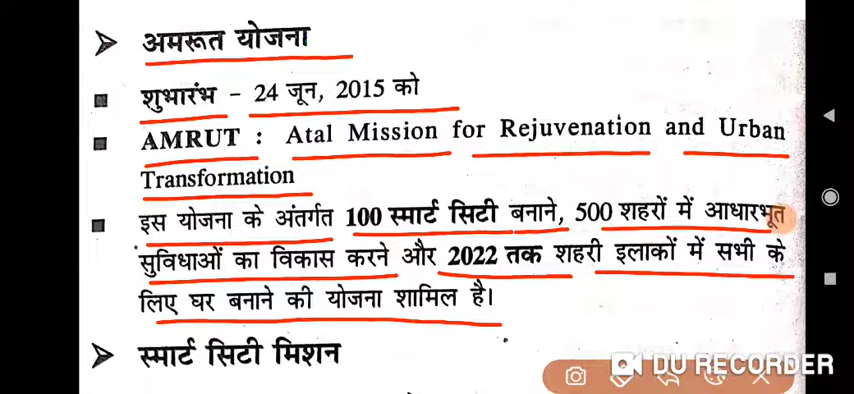 ➤ अमरूत योजना
■ शुभारंभ – 24 जून, 2015 को
■ AMRUT : Atal Mission for Rejuvenation and Urban
Transformation
■ इस योजना के अंतर्गत 100 स्मार्ट सिटी बनाने, 500 शहरों में आधारभूत
सुविधाओं का विकास करने और 2022 तक शहरी इलाकों में सभी के
लिए घर बनाने की योजना शामिल है।
➤ स्मार्ट सिटी मिशन
DU RECORDER